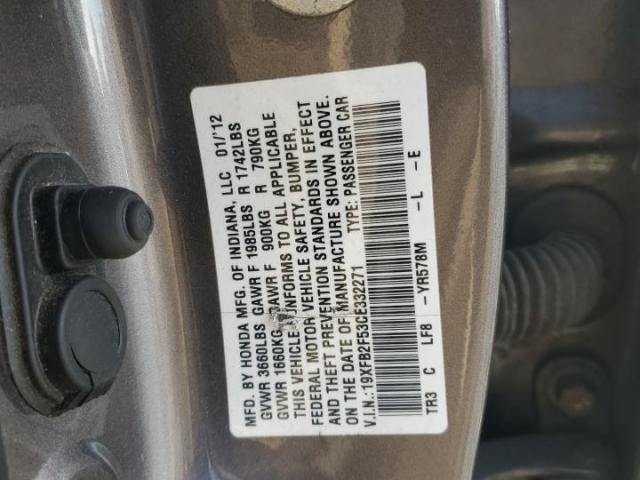 MFD. BY HONDA MFG. OF INDIANA, LLC 01/'12
GVWR 3660LBS GAWR F 1985LBS R 1742LBS
GVWR 1660KG GAWR F 900KG R 790KG
THIS VEHICLE CONFORMS TO ALL APPLICABLE
FEDERAL MOTOR VEHICLE SAFETY, BUMPER,
AND THEFT PREVENTION STANDARDS IN EFFECT
ON THE DATE OF MANUFACTURE SHOWN ABOVE.
V.I.N.:19XFB2F53CE332271 TYPE: PASSENGER CAR
TR3 C LF8 -YR578M -L -E